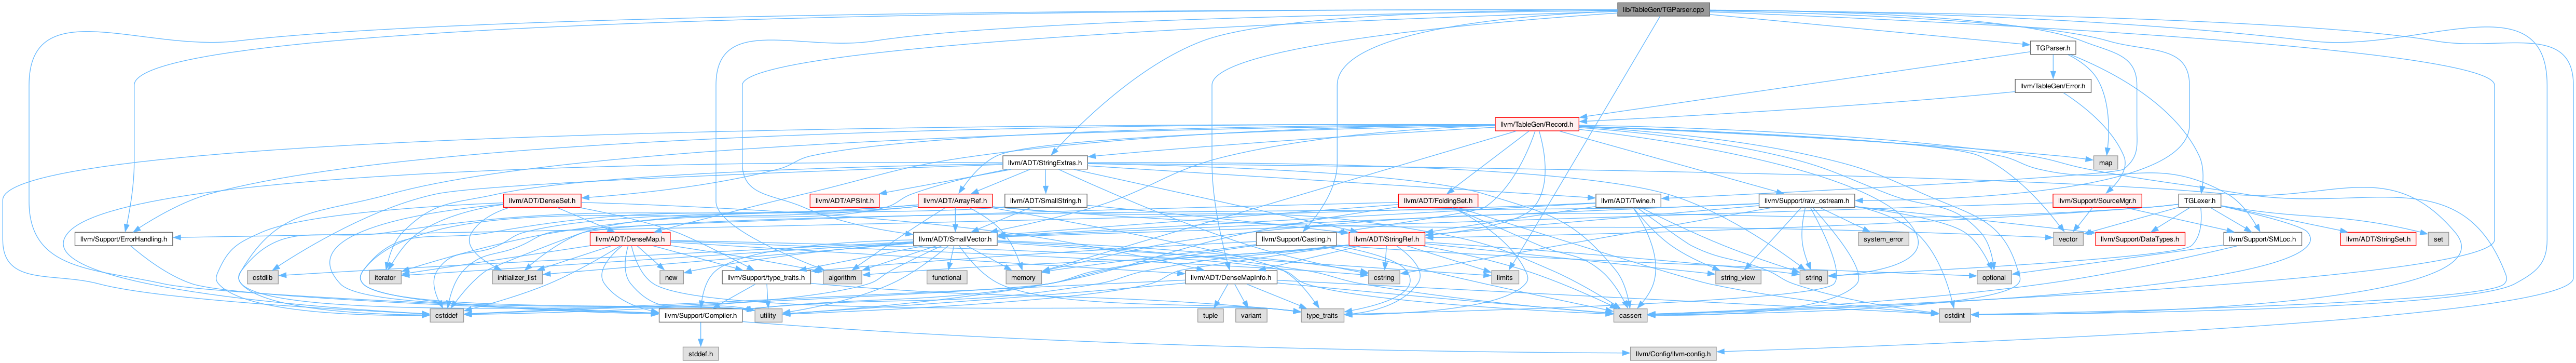 lib/TableGen/TGParser.cpp
TGParser.h
llvm/TableGen/Error.h
llvm/TableGen/Record.h
llvm/ADT/StringExtras.h
map
llvm/ADT/DenseSet.h
llvm/ADT/APSInt.h
llvm/ADT/ArrayRef.h
llvm/ADT/SmallString.h
llvm/ADT/FoldingSet.h
llvm/ADT/Twine.h
llvm/Support/raw_ostream.h
llvm/Support/SourceMgr.h
TGLexer.h
llvm/Support/ErrorHandling.h
llvm/ADT/DenseMap.h
llvm/ADT/SmallVector.h
llvm/Support/Casting.h
llvm/ADT/StringRef.h
system_error
vector
llvm/Support/DataTypes.h
llvm/Support/SMLoc.h
llvm/ADT/StringSet.h
set
cstdlib
iterator
initializer_list
new
llvm/Support/type_traits.h
algorithm
functional
memory
llvm/ADT/DenseMapInfo.h
cstring
limits
string_view
string
optional
cstddef
llvm/Support/Compiler.h
utility
tuple
variant
type_traits
cassert
cstdint
stddef.h
llvm/Config/llvm-config.h